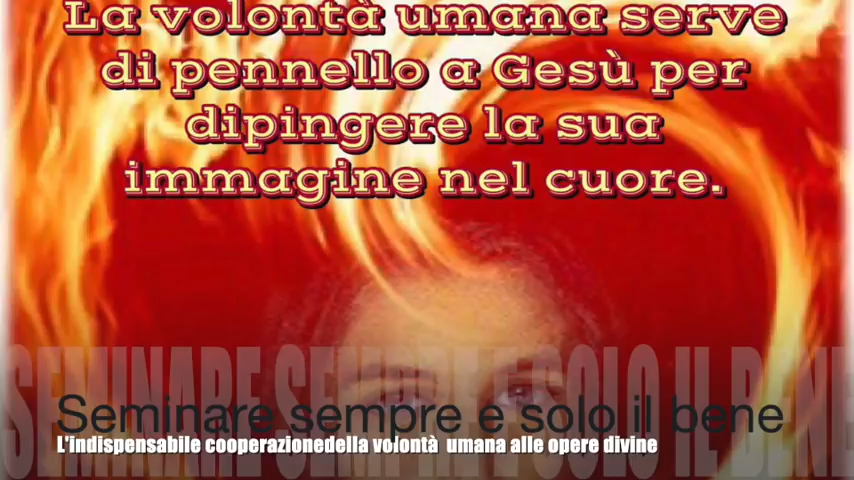 La volontà umana serve
di pennello a Gesù per
dipingere la sua
immagine nel cuore.
SEMINARE SEMPRE E SOLO IL BENE
Seminare sempre e solo il bene
L'indispensabile cooperazionedella volontà  umana alle opere divine